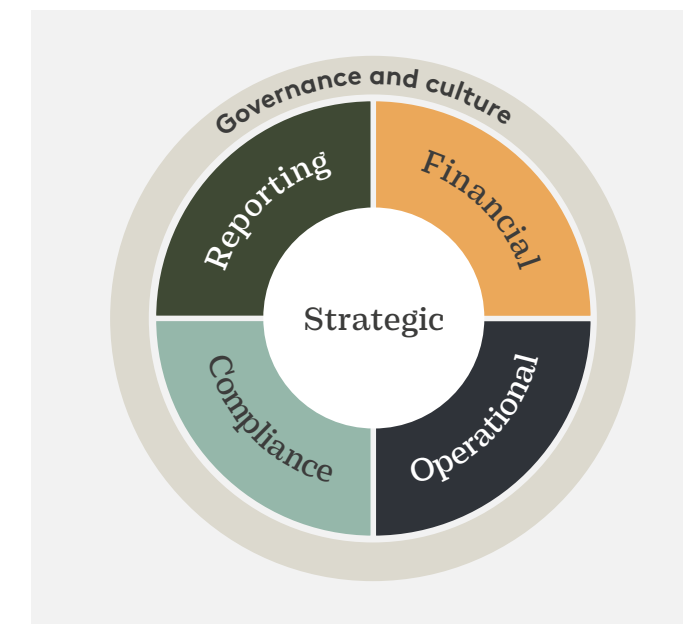 Governance and culture
Reporting
Financial
Strategic
Compliance
Operational